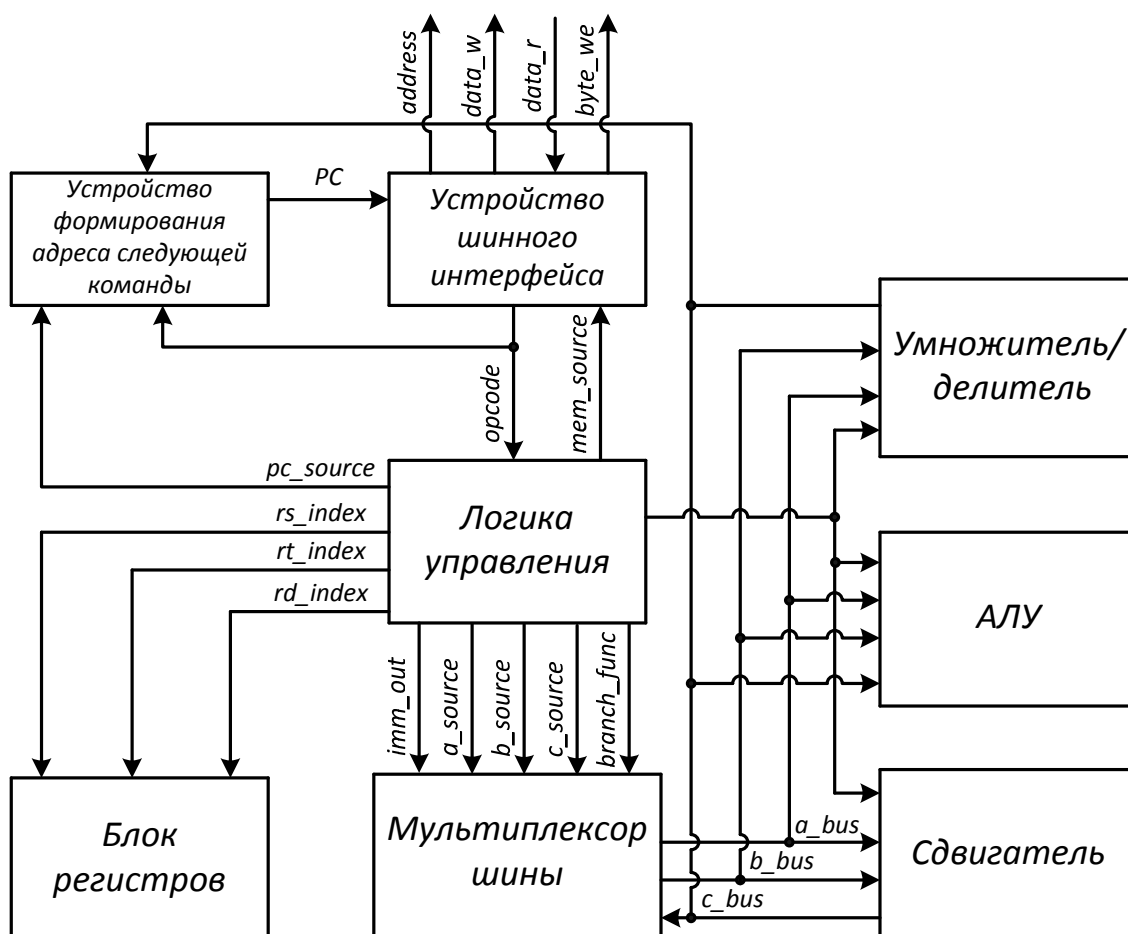 address
data_w
data_r
byte_we
Устройство
формирования
адреса следующей
команды
PC
Устройство
шинного
интерфейса
Умножитель/
делитель
opcode
mem_source
pc_source
rs_index
rt_index
rd_index
Логика
управления
АЛУ
imm_out
a_source
b_source
c_source
branch_func
Блок
регистров
Мультиплексор
шины
a_bus
b_bus
c_bus
Сдвигатель